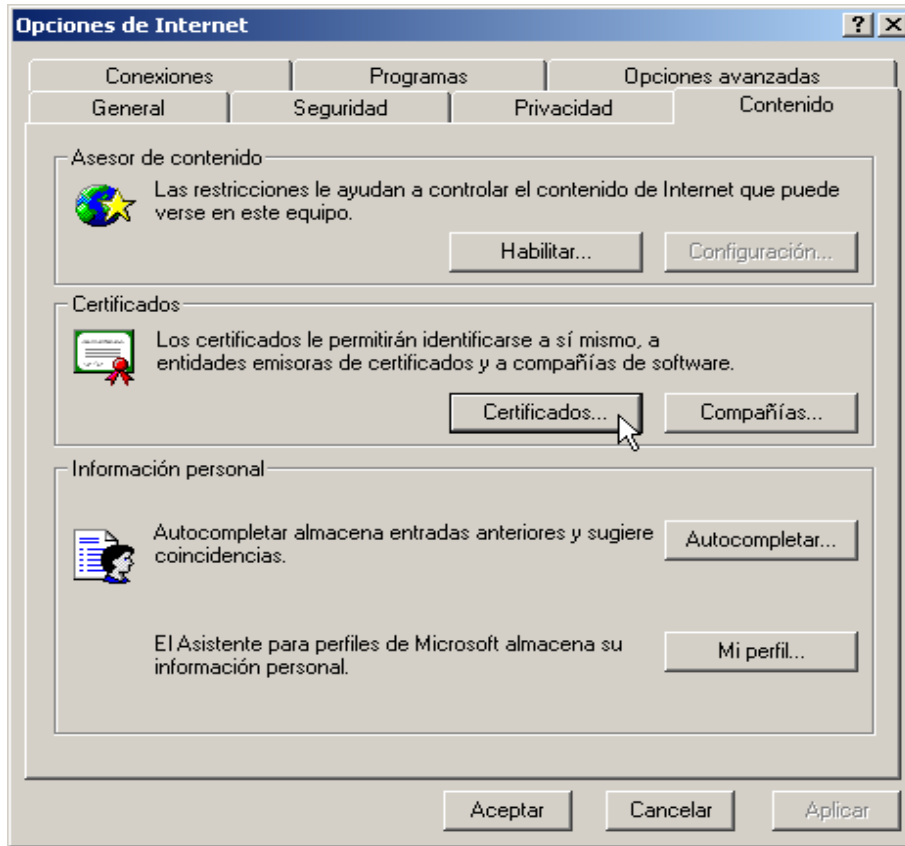 Opciones de Internet
Conexiones
Programas
Opciones avanzadas
General
Seguridad
Privacidad
Contenido
Asesor de contenido
Las restricciones le ayudan a controlar el contenido de Internet que puede
verse en este equipo.
Habilitar...
Configuración...
Certificados
Los certificados le permitirán identificarse a sí mismo, a
entidades emisoras de certificados y a compañías de software.
Certificados...
Compañías...
Información personal
Autocompletar almacena entradas anteriores y sugiere
coincidencias.
Autocompletar...
El Asistente para perfiles de Microsoft almacena su
información personal.
Mi perfil...
Aceptar
Cancelar
Aplicar